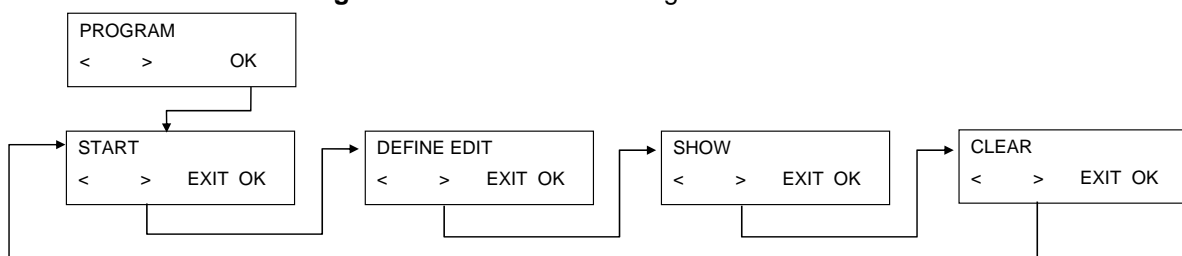 PROGRAM
< > OK
START
< > EXIT OK
DEFINE EDIT
< > EXIT OK
SHOW
< > EXIT OK
CLEAR
< > EXIT OK